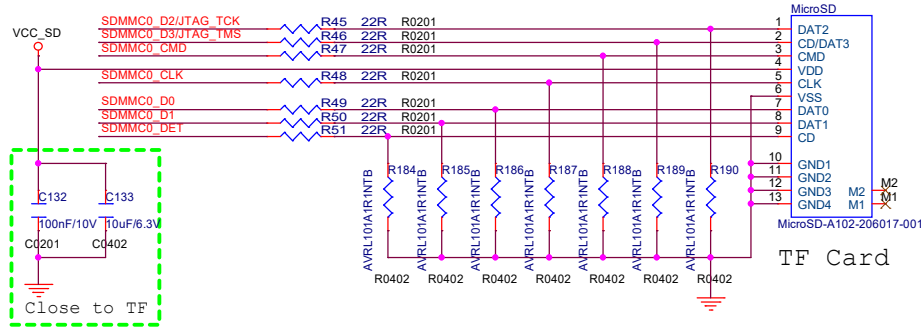 MicroSD
SDMMC0_D2/JTAG_TCK R45 22R R0201 1 DAT2
VCC_SD SDMMC0_D3/JTAG_TMS R46 22R R0201 2 CD/DAT3
SDMMC0_CMD R47 22R R0201 3 CMD
4 VDD
SDMMC0_CLK R48 22R R0201 5 CLK
6 VSS
SDMMC0_D0 R49 22R R0201 7 DAT0
SDMMC0_D1 R50 22R R0201 8 DAT1
SDMMC0_DET R51 22R R0201 9 CD
10 GND1
R184 R185 R186 R187 R188 R189 R190 11 GND2
12 GND3 M2 M2
13 GND4 M1 M1
AVRL101A1R1NTB AVRL101A1R1NTB AVRL101A1R1NTB AVRL101A1R1NTB AVRL101A1R1NTB AVRL101A1R1NTB AVRL101A1R1NTB
C132 C133
100nF/10V 10uF/6.3V
MicroSD-A102-206017-001
C0201 C0402
TF Card
R0402 R0402 R0402 R0402 R0402 R0402 R0402
Close to TF